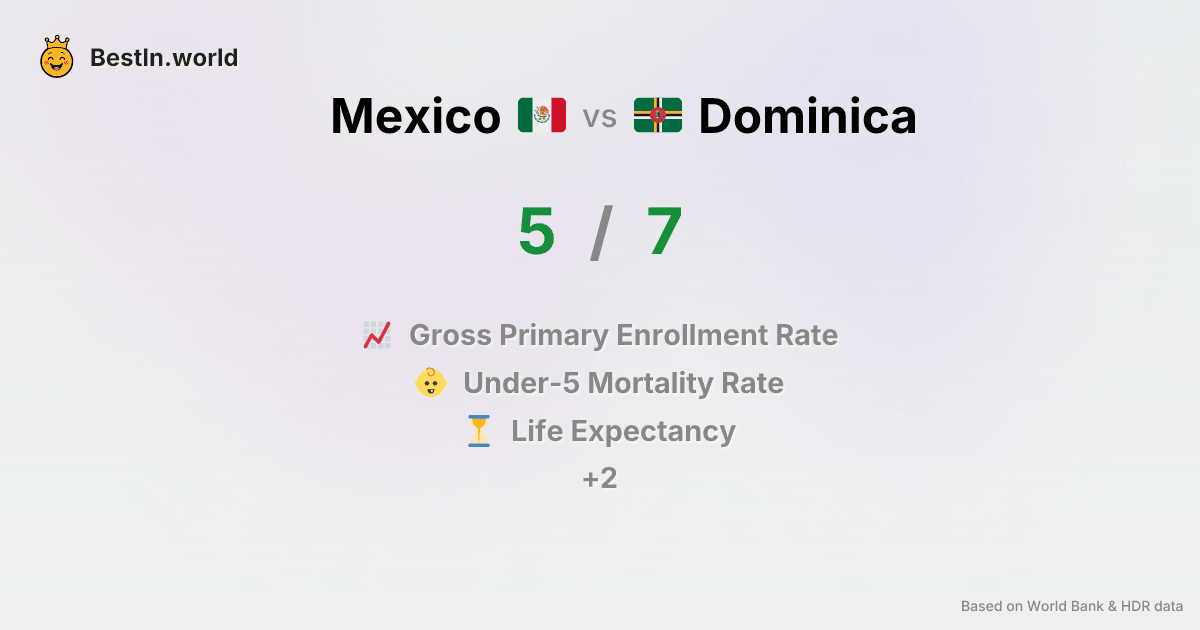 BestIn.world
Mexico vs Dominica
5 / 7
Gross Primary Enrollment Rate
Under-5 Mortality Rate
Life Expectancy
+2
Based on World Bank & HDR data